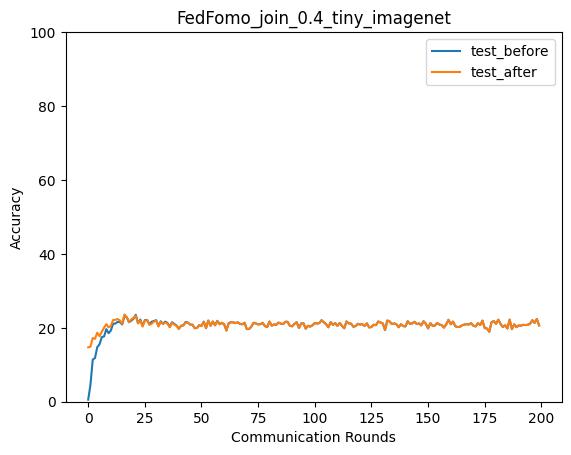 FedFomo_join_0.4_tiny_imagenet
test_before
test_after
100
80
60
40
20
0
Accuracy
0 25 50 75 100 125 150 175 200
Communication Rounds